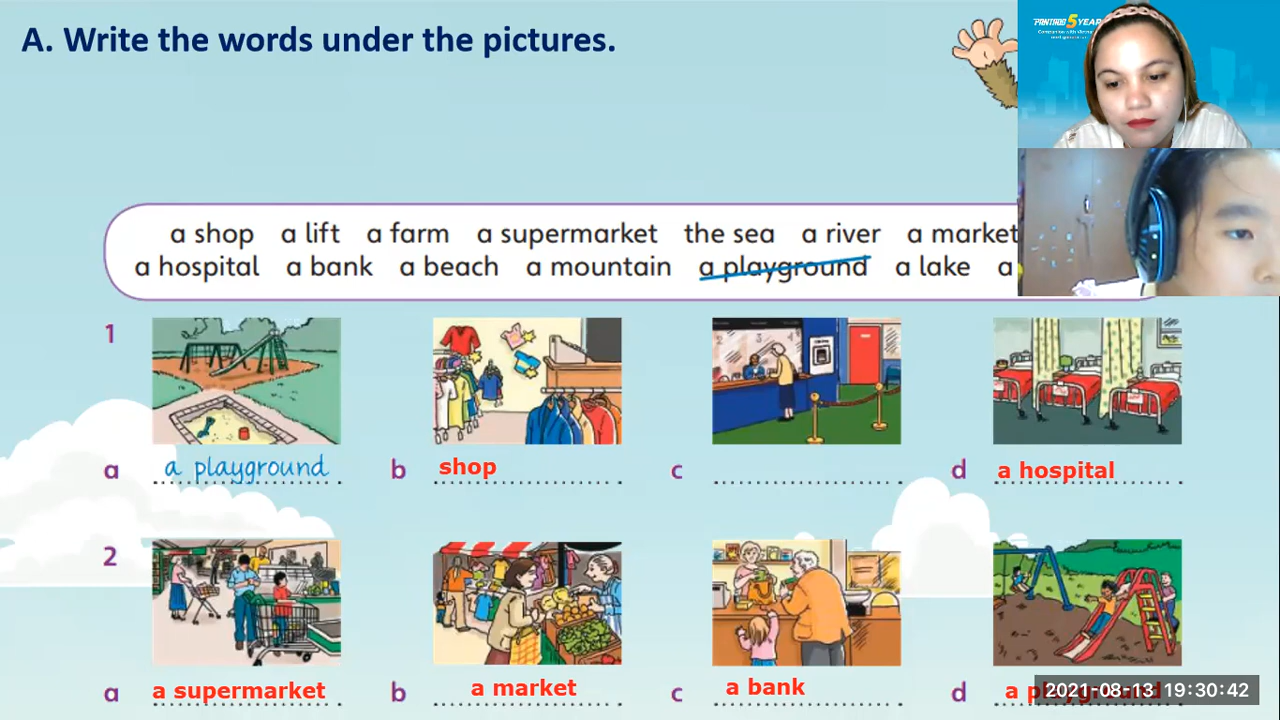 A. Write the words under the pictures.
a shop a lift a farm a supermarket the sea a river a market
a hospital a bank a beach a mountain a playground a lake a
1
a a playground b shop c d a hospital
2
a a supermarket b a market c a bank d a playground
2021-08-13 19:30:42